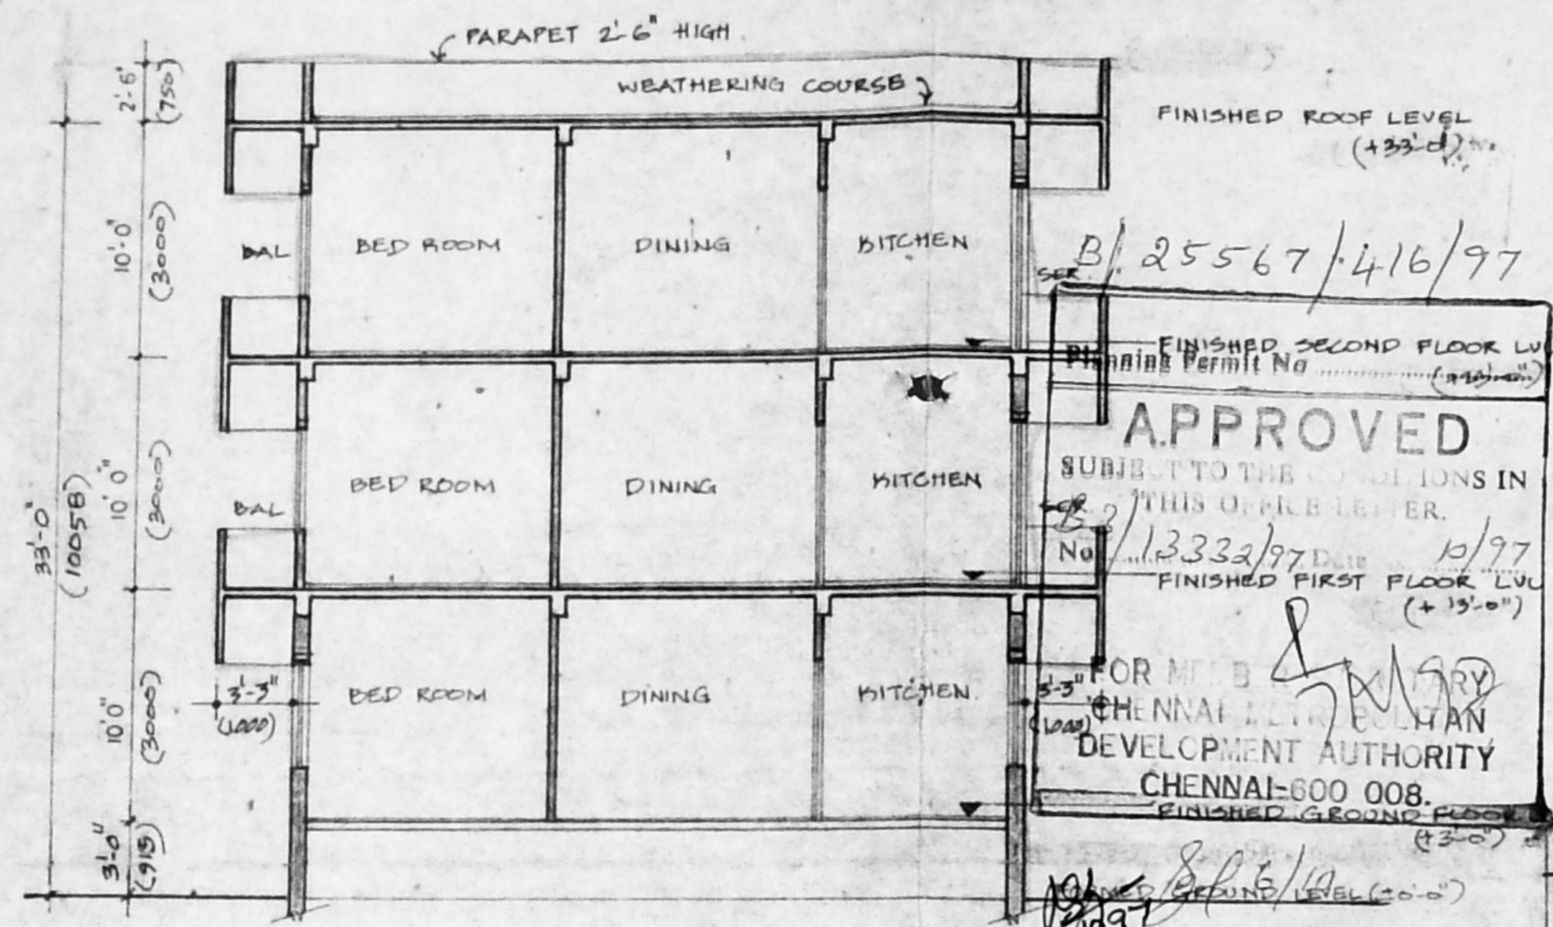 PARAPET 2'-6" HIGH.
WEATHERING COURSE
2'-6"
(750)
FINISHED ROOF LEVEL
(+33'-0")
10'-0"
(3000)
BAL
BED ROOM
DINING
KITCHEN
B/. 25567/416/97
SER.
FINISHED SECOND FLOOR LVL
Planning Permit No
APPROVED
SUBJECT TO THE CONDITIONS IN
THIS OFFICE LETTER.
10'0"
(3000)
BAL
BED ROOM
DINING
KITCHEN
SER.
No 13332/97 Date 10/97
FINISHED FIRST FLOOR LVL
(+ 13'-0")
33'-0"
(10058)
10'0"
(3000)
3'-3"
(1000)
BED ROOM
DINING
KITCHEN.
3'-3"
(1000)
FOR MEMBER SECRETARY
CHENNAI METROPOLITAN
DEVELOPMENT AUTHORITY
CHENNAI-600 008.
FINISHED GROUND FLOOR
(+3'-0")
3'-0"
(915)
GROUND LEVEL (±0'-0")